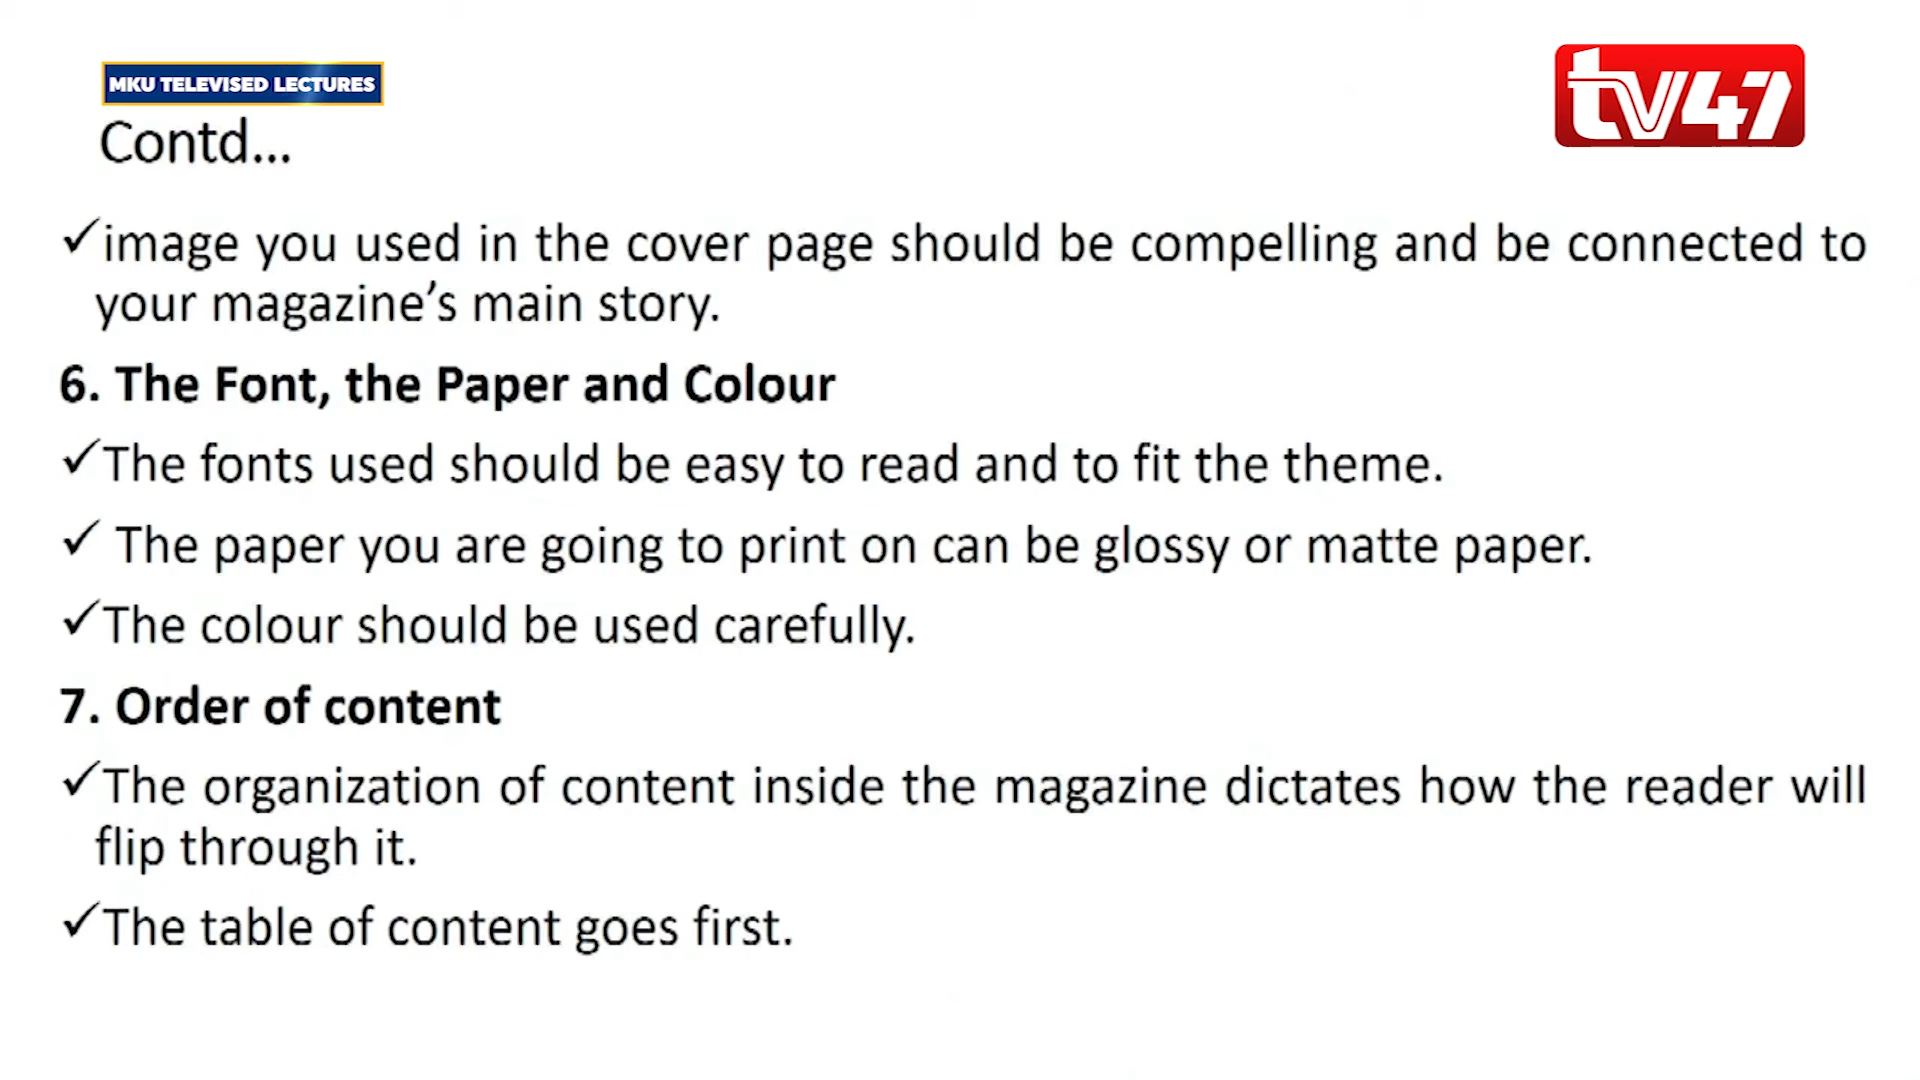 MKU TELEVISED LECTURES
tv47
Contd...
✓image you used in the cover page should be compelling and be connected to
your magazine’s main story.
6. The Font, the Paper and Colour
✓The fonts used should be easy to read and to fit the theme.
✓ The paper you are going to print on can be glossy or matte paper.
✓The colour should be used carefully.
7. Order of content
✓The organization of content inside the magazine dictates how the reader will
flip through it.
✓The table of content goes first.